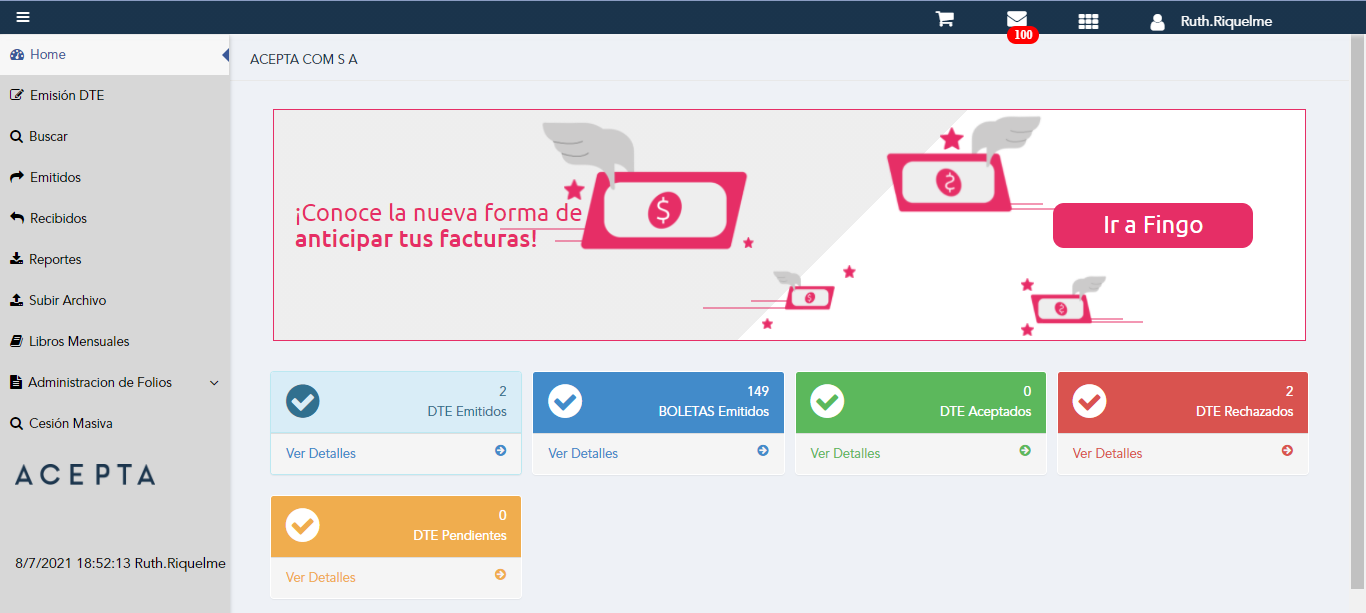 Ruth.Riquelme
100
Home
ACEPTA COM S A
Emisión DTE
Buscar
Emitidos
Recibidos
Reportes
Subir Archivo
Libros Mensuales
Administracion de Folios
Cesión Masiva
ACEPTA
8/7/2021 18:52:13 Ruth.Riquelme
¡Conoce la nueva forma de
anticipar tus facturas!
$
$
$
$
Ir a Fingo
2
DTE Emitidos
Ver Detalles
149
BOLETAS Emitidos
Ver Detalles
0
DTE Aceptados
Ver Detalles
2
DTE Rechazados
Ver Detalles
0
DTE Pendientes
Ver Detalles